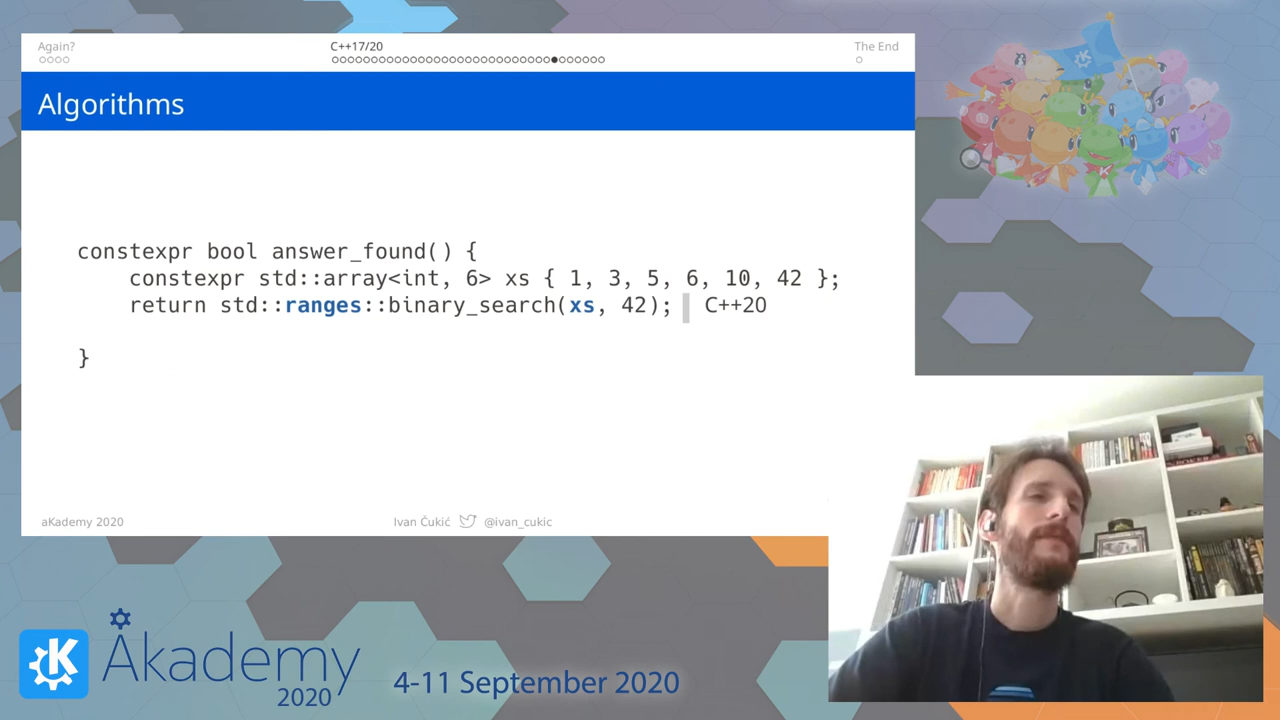 Again?
C++17/20
The End
Algorithms
constexpr bool answer_found() {
constexpr std::array<int, 6> xs { 1, 3, 5, 6, 10, 42 };
return std::ranges::binary_search(xs, 42);
C++20
}
aKademy 2020
Ivan Čukić
@ivan_cukic
Akademy
2020
4-11 September 2020